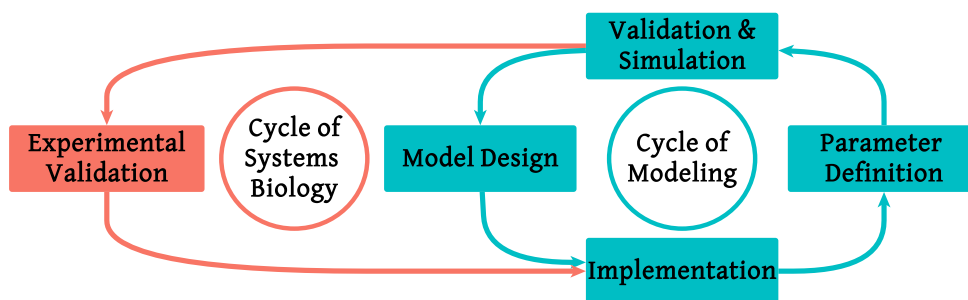 Validation &
Simulation
Experimental
Validation
Cycle of
Systems
Biology
Model Design
Cycle of
Modeling
Parameter
Definition
Implementation